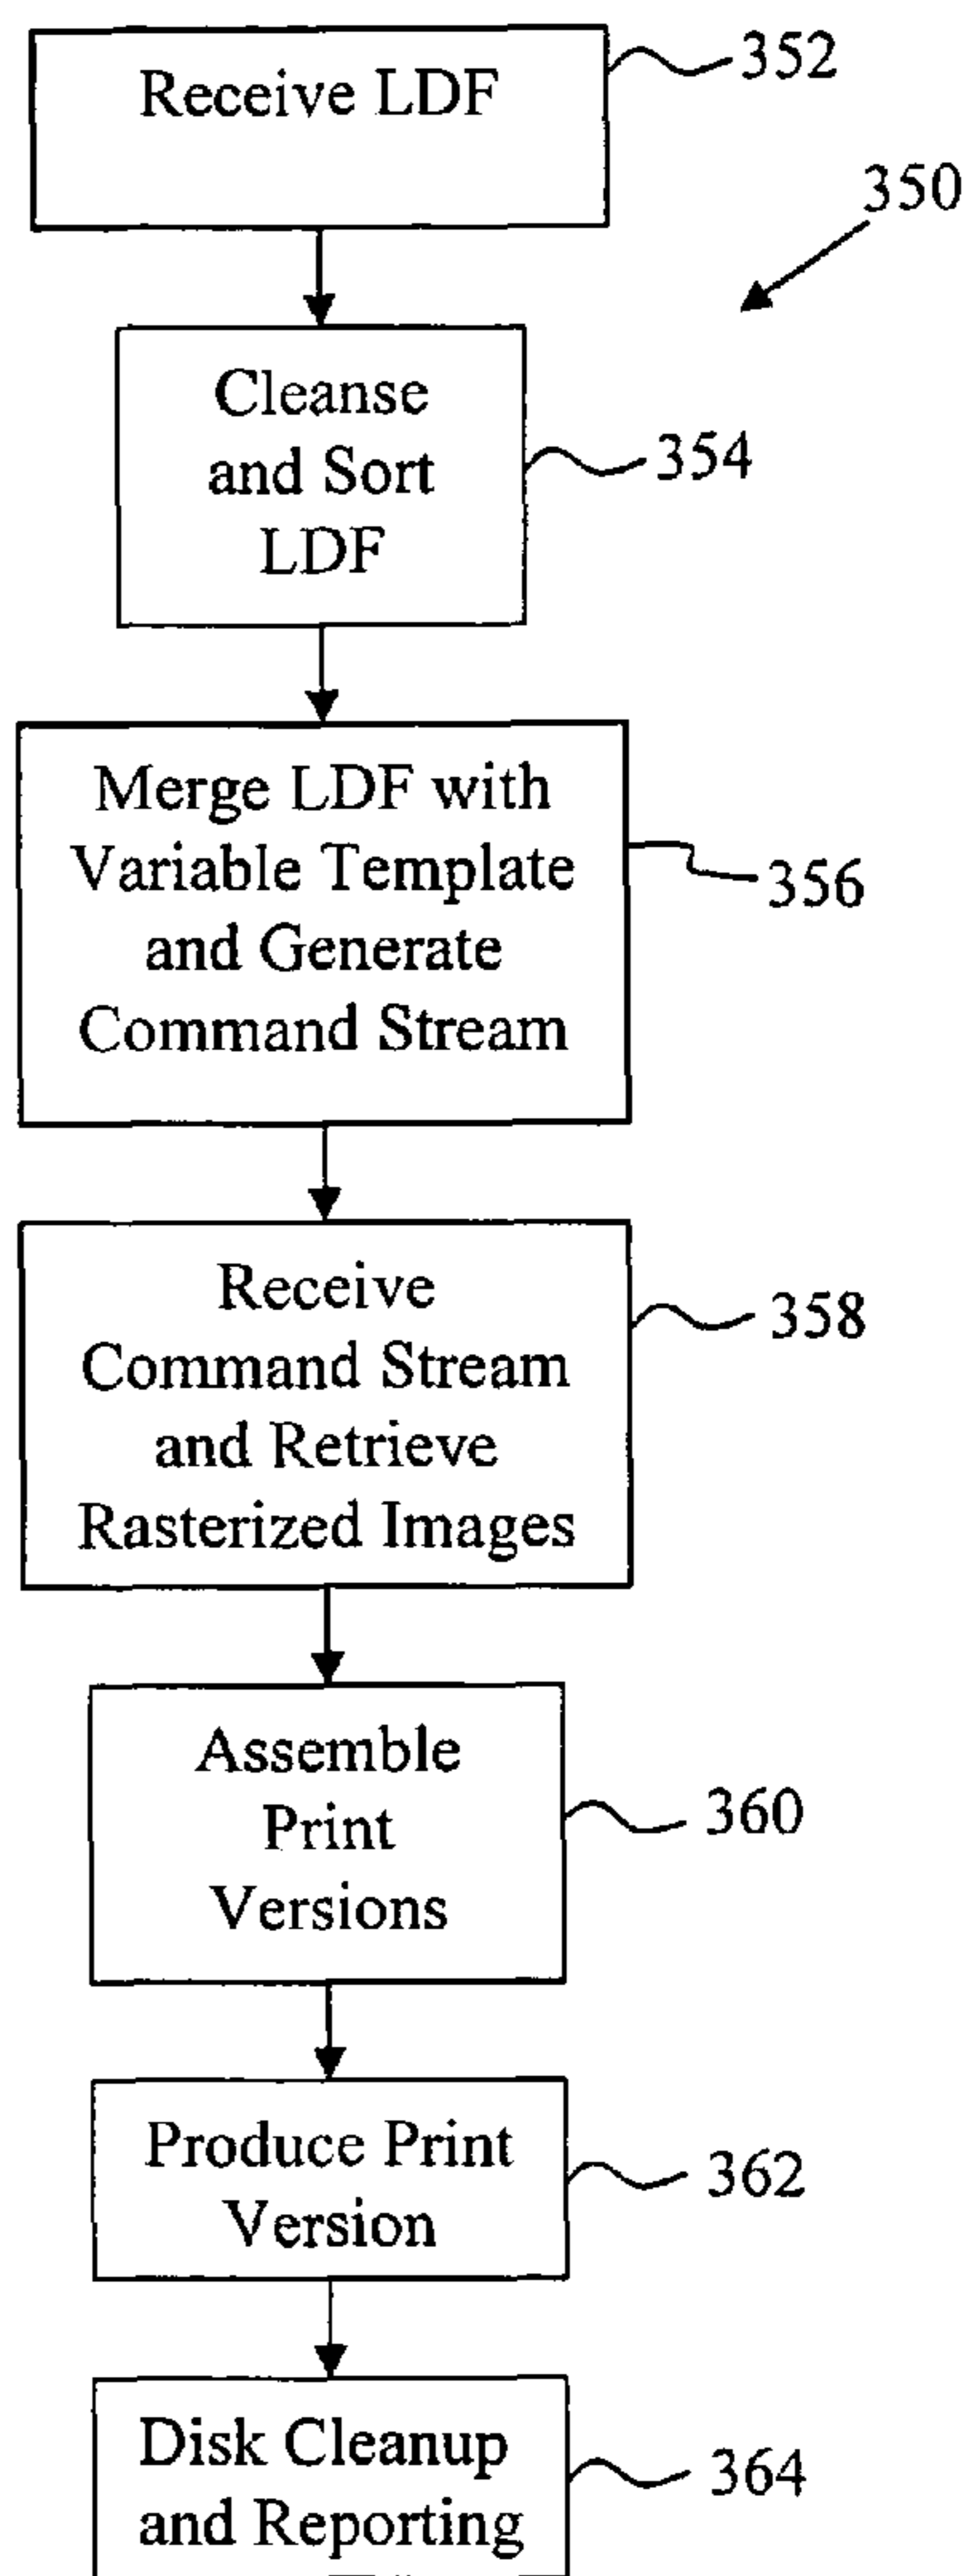 Receive LDF
352
350
Cleanse
and Sort
LDF
354
Merge LDF with
Variable Template
and Generate
Command Stream
356
Receive
Command Stream
and Retrieve
Rasterized Images
358
Assemble
Print
Versions
360
Produce Print
Version
362
Disk Cleanup
and Reporting
364